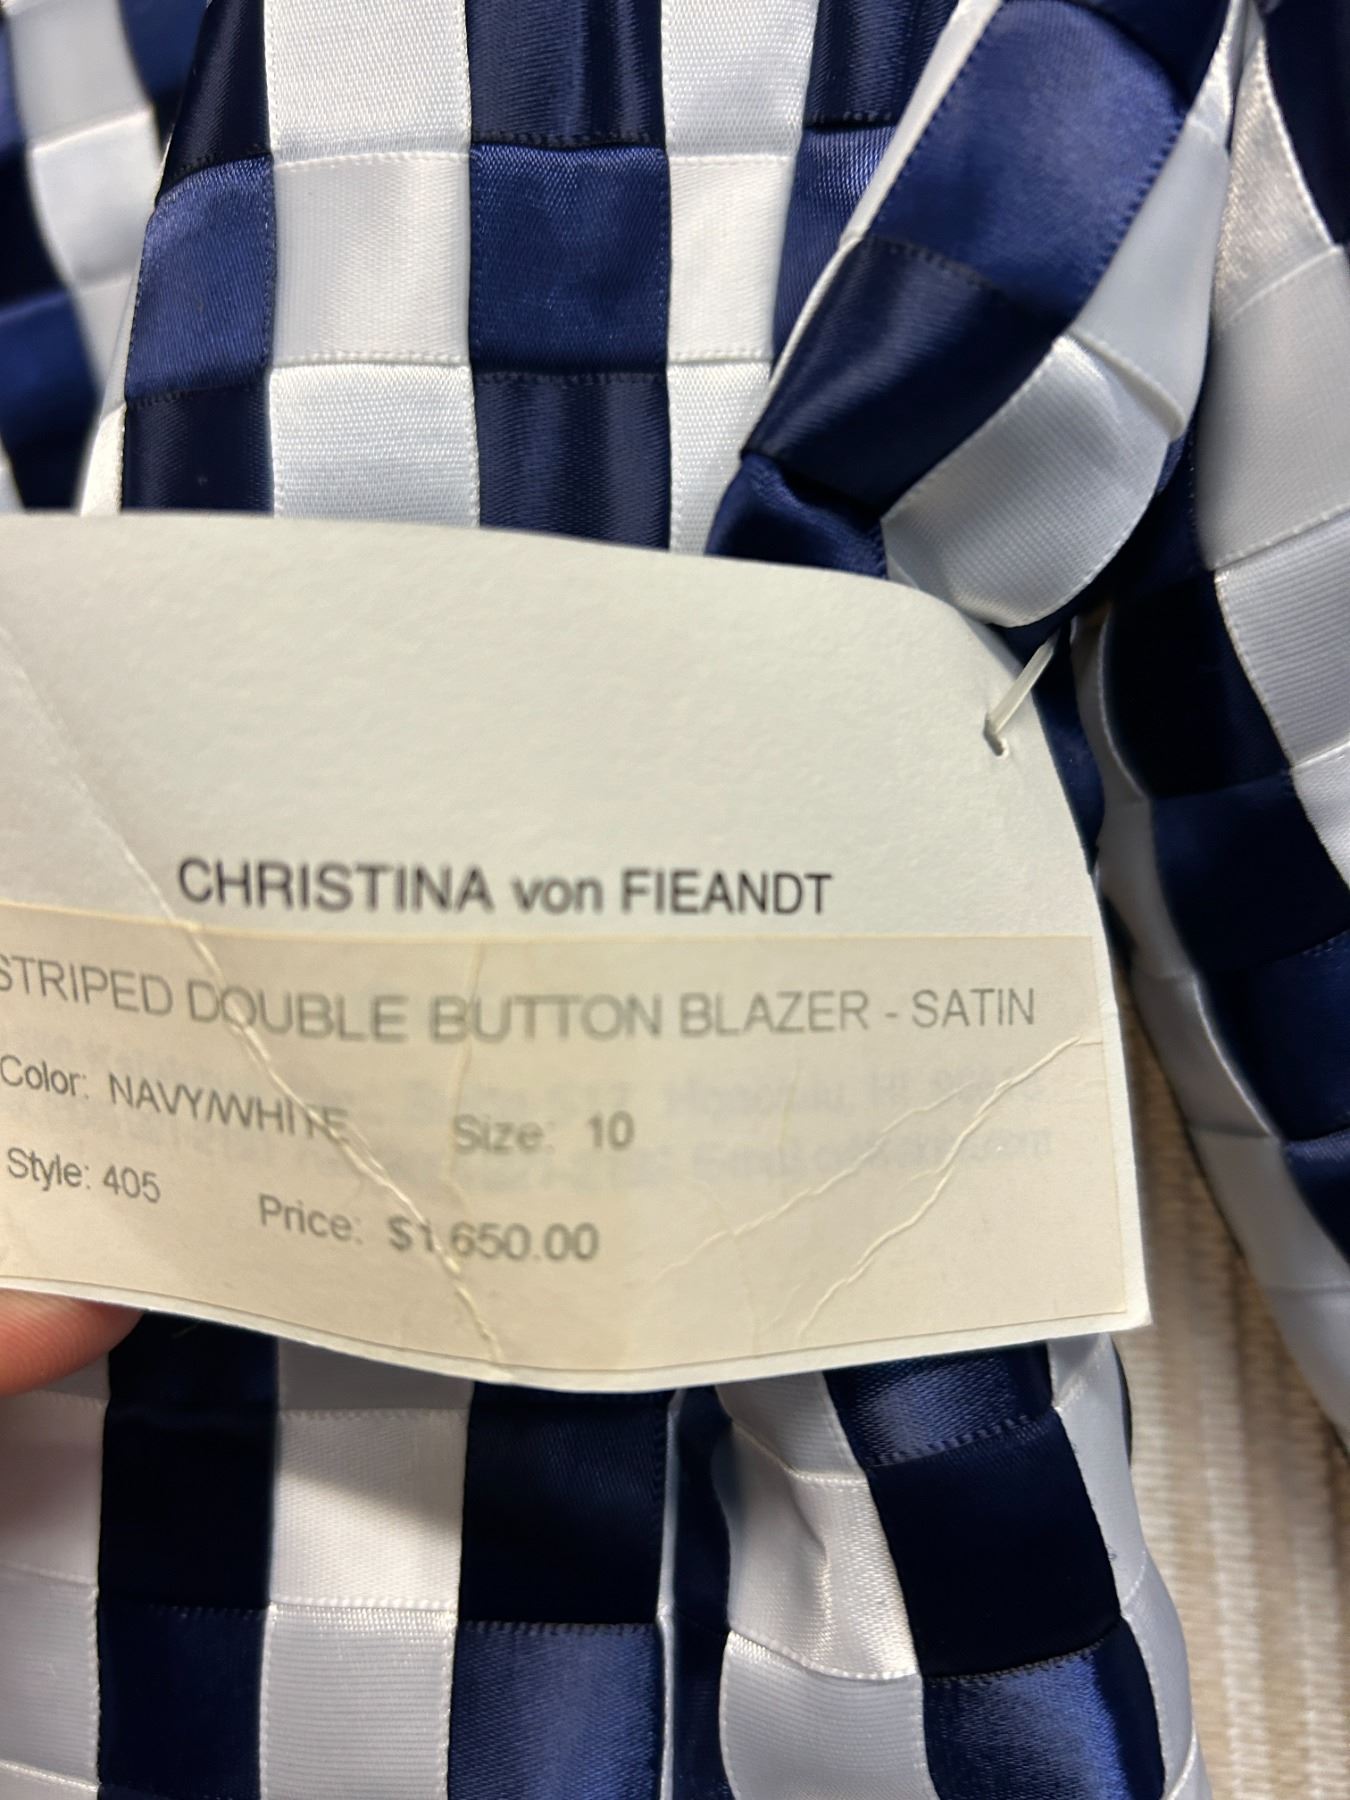 CHRISTINA von FIEANDT
STRIPED DOUBLE BUTTON BLAZER - SATIN
Color: NAVY/WHITE Size: 10
Style: 405 Price: $1,650.00